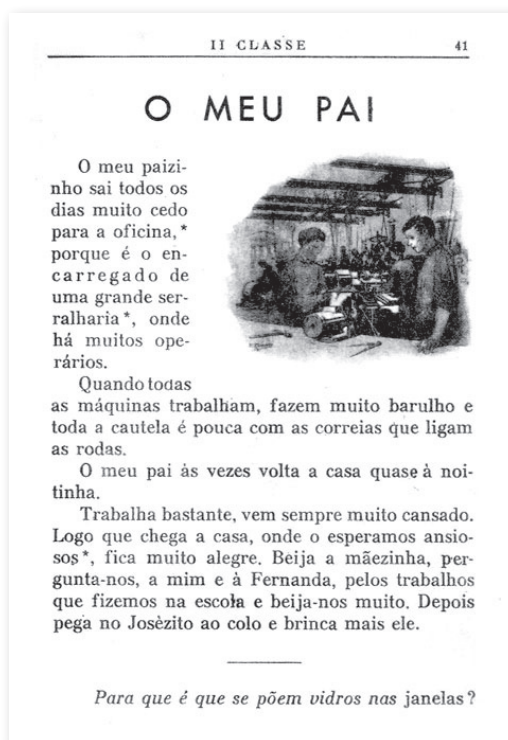 II CLASSE 41
O MEU PAI
O meu paizi-
nho sai todos os
dias muito cedo
para a oficina,*
porque é o en-
carregado de
uma grande ser-
ralharia*, onde
há muitos ope-
rários.
Quando todas
as máquinas trabalham, fazem muito barulho e
toda a cautela é pouca com as correias que ligam
as rodas.
O meu pai às vezes volta a casa quase à noi-
tinha.
Trabalha bastante, vem sempre muito cansado.
Logo que chega a casa, onde o esperamos ansio-
sos*, fica muito alegre. Beija a mãezinha, per-
gunta-nos, a mim e à Fernanda, pelos trabalhos
que fizemos na escola e beija-nos muito. Depois
pega no Josèzito ao colo e brinca mais ele.
Para que é que se põem vidros nas janelas?